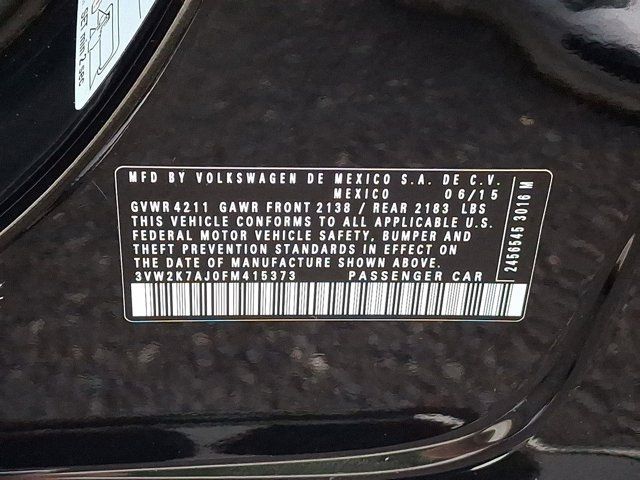 MFD BY VOLKSWAGEN DE MEXICO S.A. DE C.V.
MEXICO 06/15
GVWR 4211 GAWR FRONT 2138 / REAR 2183 LBS
THIS VEHICLE CONFORMS TO ALL APPLICABLE U.S.
FEDERAL MOTOR VEHICLE SAFETY, BUMPER AND
THEFT PREVENTION STANDARDS IN EFFECT ON
THE DATE OF MANUFACTURE SHOWN ABOVE.
3VW2K7AJ0FM415373 PASSENGER CAR
2456545 3016 M